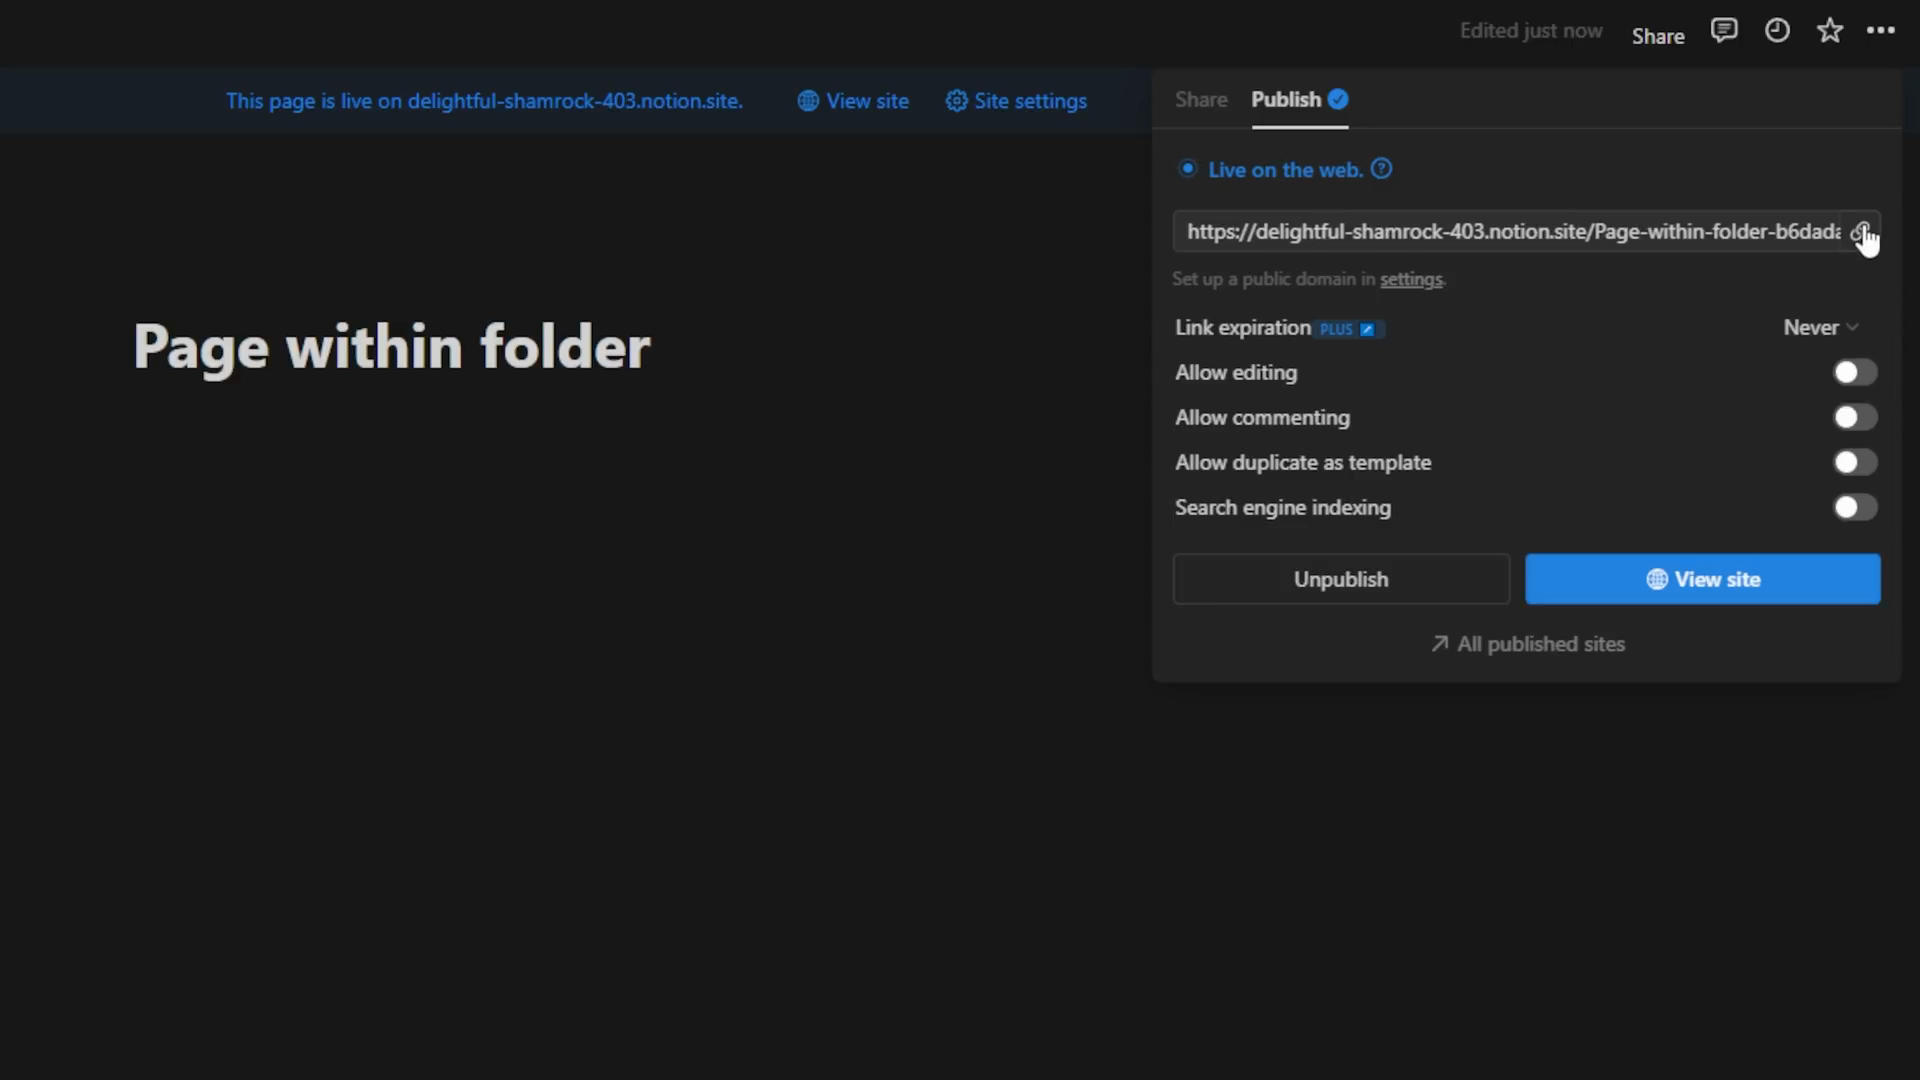 Edited just now Share
This page is live on delightful-shamrock-403.notion.site. View site Site settings
Share Publish
Live on the web.
https://delightful-shamrock-403.notion.site/Page-within-folder-b6dada
Set up a public domain in settings.
Page within folder
Link expiration PLUS Never
Allow editing
Allow commenting
Allow duplicate as template
Search engine indexing
Unpublish View site
All published sites